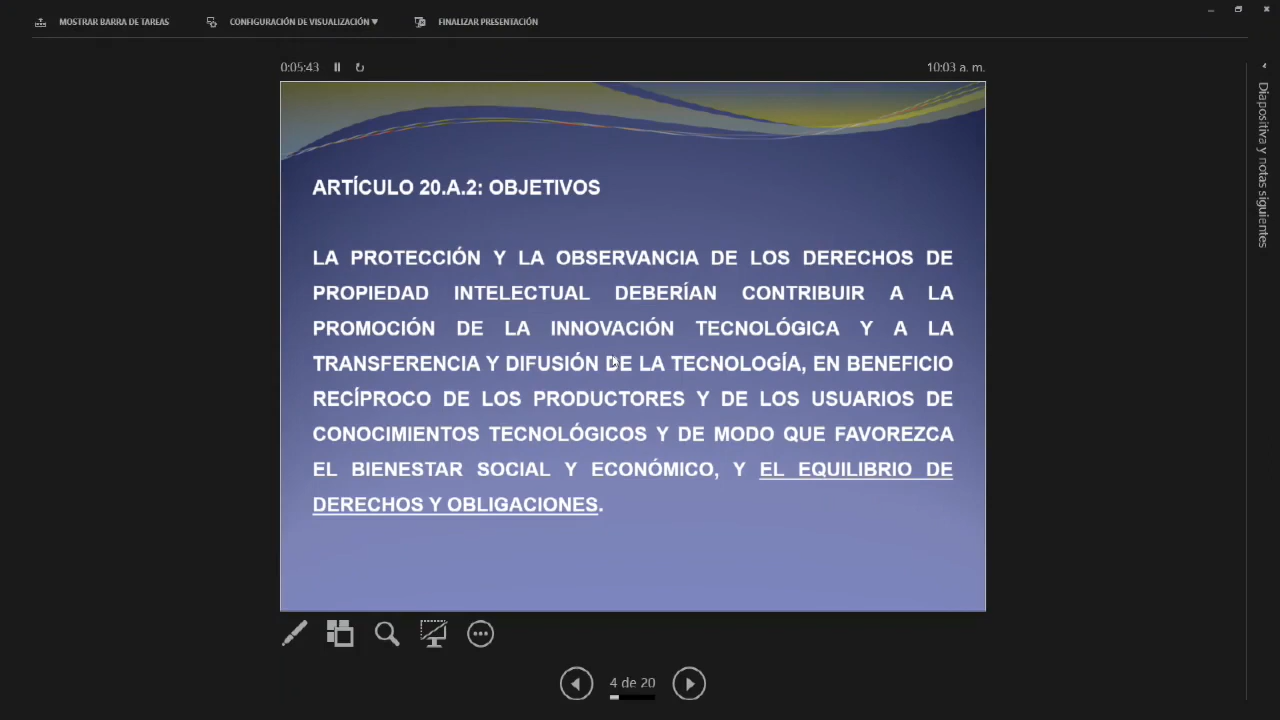 MOSTRAR BARRA DE TAREAS
CONFIGURACIÓN DE VISUALIZACIÓN ▼
FINALIZAR PRESENTACIÓN
0:05:43
10:03 a. m.
Diapositiva y notas siguientes
ARTÍCULO 20.A.2: OBJETIVOS
LA PROTECCIÓN Y LA OBSERVANCIA DE LOS DERECHOS DE
PROPIEDAD INTELECTUAL DEBERÍAN CONTRIBUIR A LA
PROMOCIÓN DE LA INNOVACIÓN TECNOLÓGICA Y A LA
TRANSFERENCIA Y DIFUSIÓN DE LA TECNOLOGÍA, EN BENEFICIO
RECÍPROCO DE LOS PRODUCTORES Y DE LOS USUARIOS DE
CONOCIMIENTOS TECNOLÓGICOS Y DE MODO QUE FAVOREZCA
EL BIENESTAR SOCIAL Y ECONÓMICO, Y EL EQUILIBRIO DE
DERECHOS Y OBLIGACIONES.
4 de 20